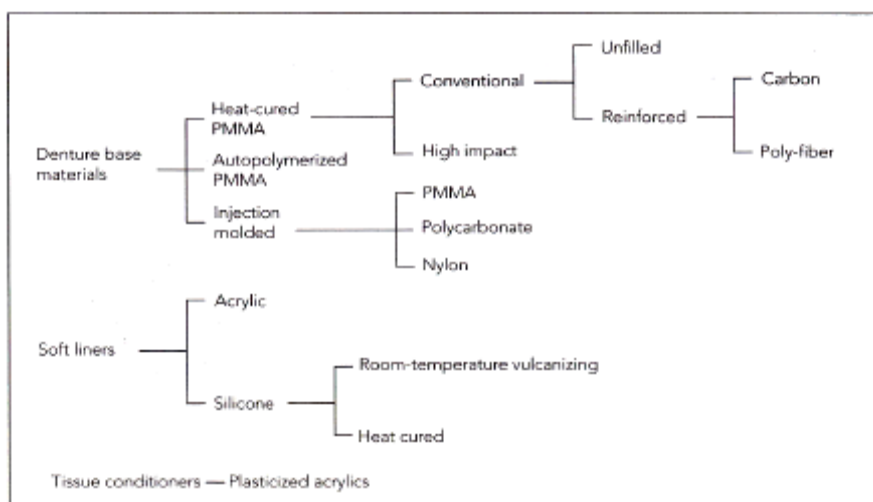 Unfilled
Conventional
Carbon
Heat-cured
PMMA
Reinforced
Denture base
materials
Autopolymerized
PMMA
High impact
Poly-fiber
Injection
molded
PMMA
Polycarbonate
Nylon
Acrylic
Soft liners
Room-temperature vulcanizing
Silicone
Heat cured
Tissue conditioners — Plasticized acrylics